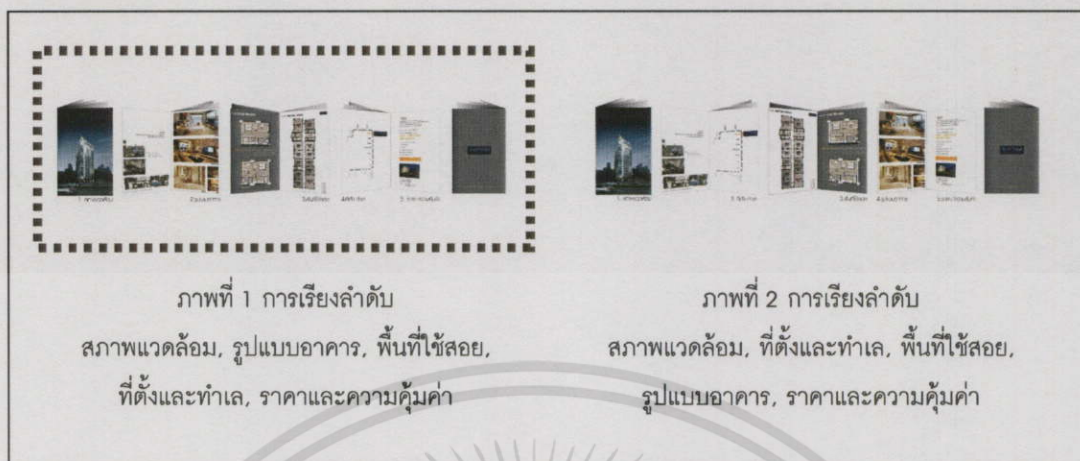 ภาพที่ 1 การเรียงลำดับ
สภาพแวดล้อม, รูปแบบอาคาร, พื้นที่ใช้สอย,
ที่ตั้งและทำเล, ราคาและความคุ้มค่า
ภาพที่ 2 การเรียงลำดับ
สภาพแวดล้อม, ที่ตั้งและทำเล, พื้นที่ใช้สอย,
รูปแบบอาคาร, ราคาและความคุ้มค่า